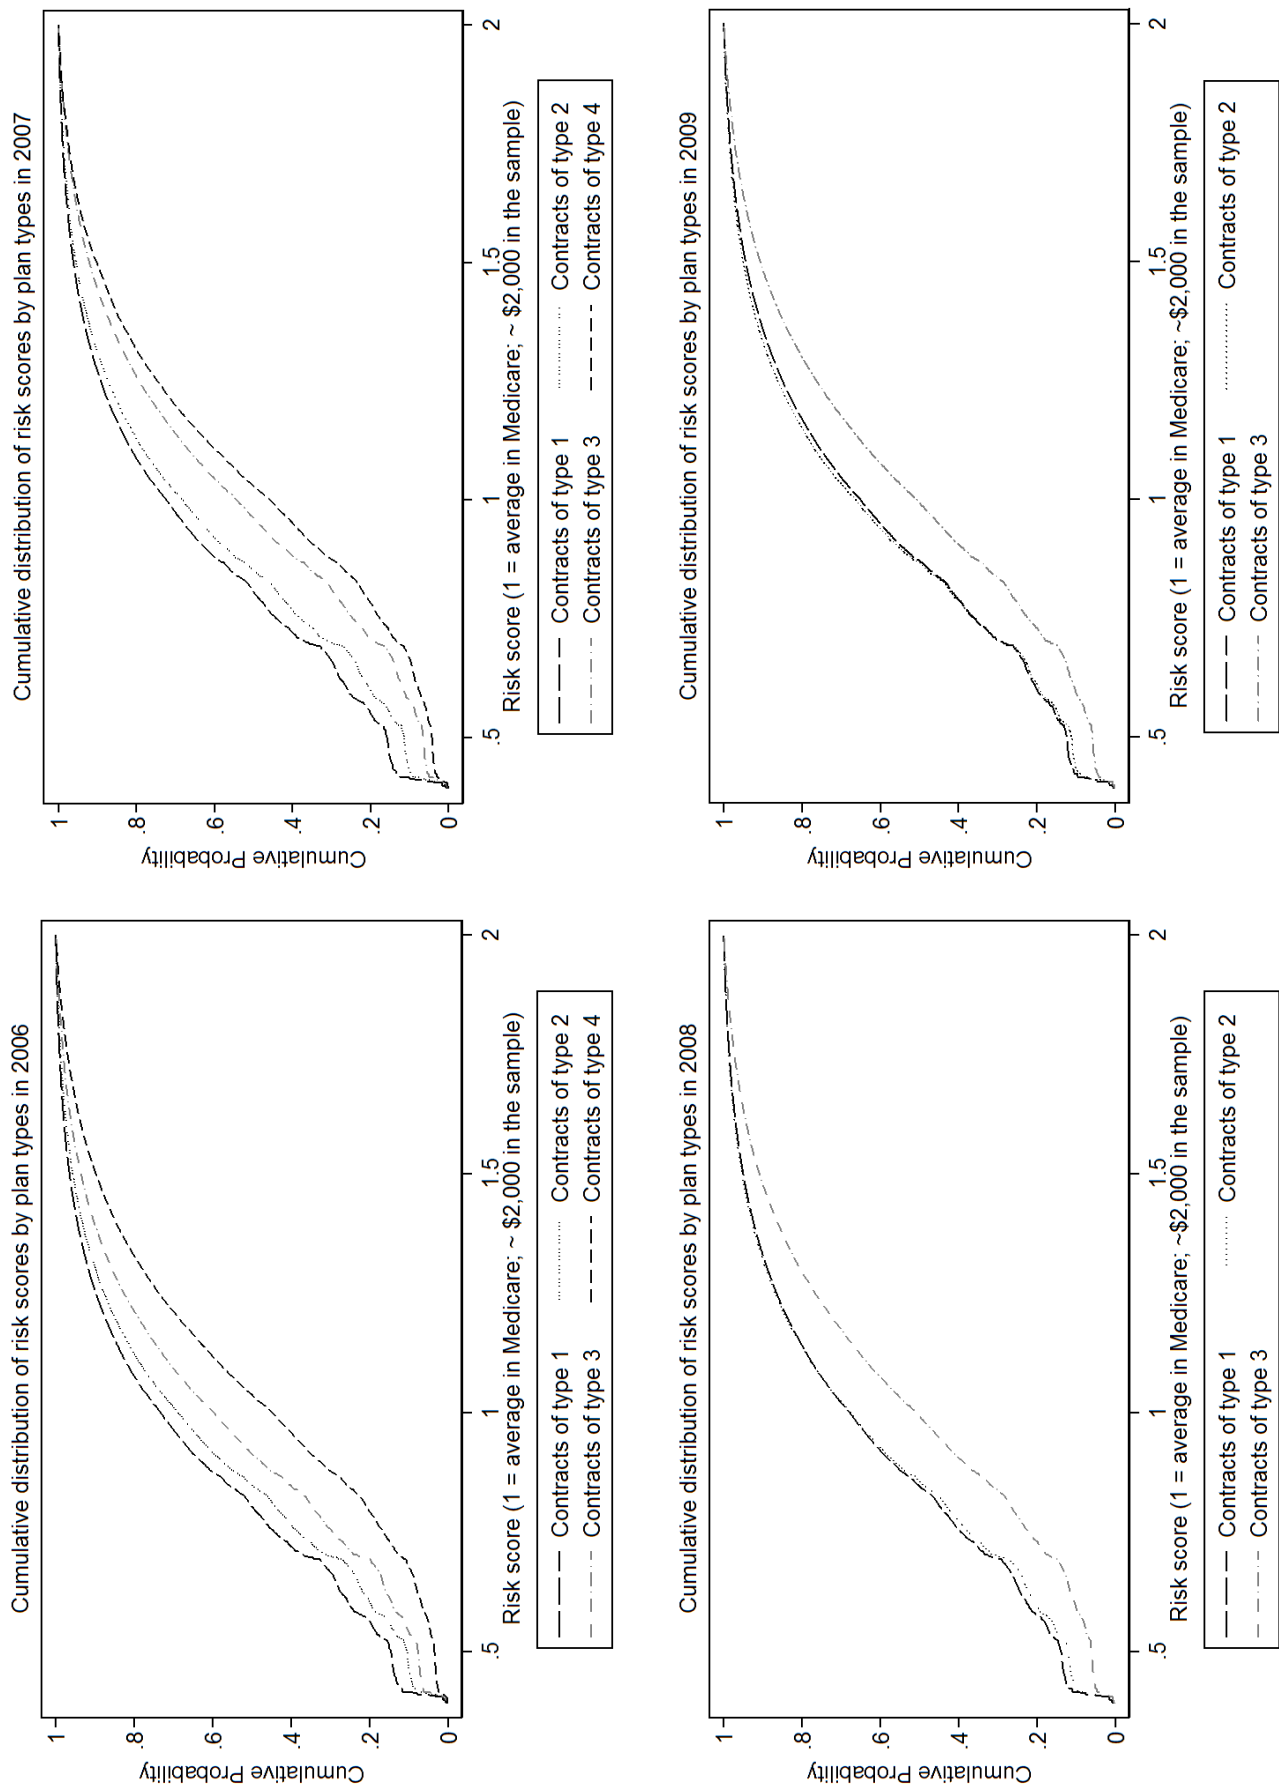 Cumulative distribution of risk scores by plan types in 2006
Cumulative Probability
1
.8
.6
.4
.2
0
.5
1
1.5
2
Risk score (1 = average in Medicare; ~ $2,000 in the sample)
Contracts of type 1
Contracts of type 2
Contracts of type 3
Contracts of type 4
Cumulative distribution of risk scores by plan types in 2007
Cumulative Probability
1
.8
.6
.4
.2
0
.5
1
1.5
2
Risk score (1 = average in Medicare; ~ $2,000 in the sample)
Contracts of type 1
Contracts of type 2
Contracts of type 3
Contracts of type 4
Cumulative distribution of risk scores by plan types in 2008
Cumulative Probability
1
.8
.6
.4
.2
0
.5
1
1.5
2
Risk score (1 = average in Medicare; ~$2,000 in the sample)
Contracts of type 1
Contracts of type 2
Contracts of type 3
Cumulative distribution of risk scores by plan types in 2009
Cumulative Probability
1
.8
.6
.4
.2
0
.5
1
1.5
2
Risk score (1 = average in Medicare; ~$2,000 in the sample)
Contracts of type 1
Contracts of type 2
Contracts of type 3